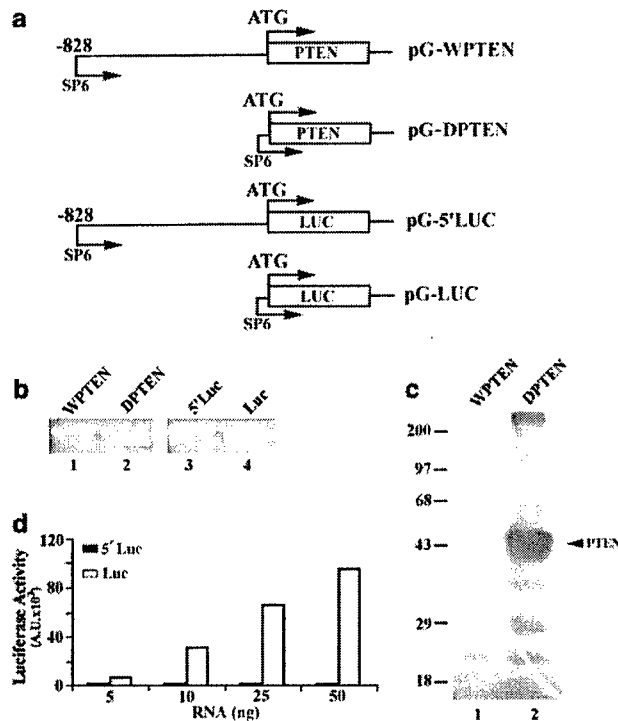 a
ATG
-828
PTEN
pG-WPTEN
SP6
ATG
PTEN
pG-DPTEN
SP6
ATG
-828
LUC
pG-5'LUC
SP6
ATG
LUC
pG-LUC
SP6
b
WPTEN DPTEN 5'Luc Luc
1 2 3 4
c
WPTEN DPTEN
200
97
68
43
PTEN
29
18
1 2
d
Luciferase Activity
(A.U.x10³)
120
80
40
0
5´Luc
Luc
5 10 25 50
RNA (ng)